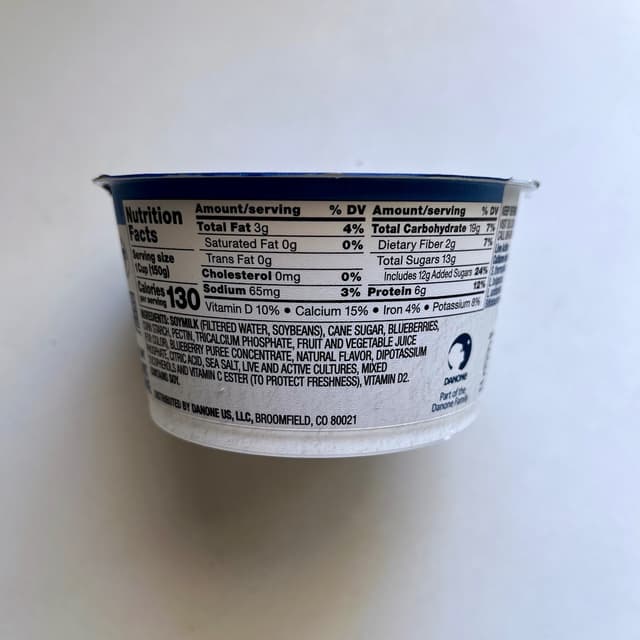 Nutrition
Facts
Serving size
1 Cup (150g)
Calories
per serving 130
Amount/serving % DV
Total Fat 3g 4%
Saturated Fat 0g 0%
Trans Fat 0g
Cholesterol 0mg 0%
Sodium 65mg 3%
Amount/serving % DV
Total Carbohydrate 19g 7%
Dietary Fiber 2g 7%
Total Sugars 13g
Includes 12g Added Sugars 24%
Protein 6g 12%
Vitamin D 10% • Calcium 15% • Iron 4% • Potassium 8%
INGREDIENTS: SOYMILK (FILTERED WATER, SOYBEANS), CANE SUGAR, BLUEBERRIES,
STARCH, PECTIN, TRICALCIUM PHOSPHATE, FRUIT AND VEGETABLE JUICE
COLOR), BLUEBERRY PUREE CONCENTRATE, NATURAL FLAVOR, DIPOTASSIUM
CITRIC ACID, SEA SALT, LIVE AND ACTIVE CULTURES, MIXED
AND VITAMIN C ESTER (TO PROTECT FRESHNESS), VITAMIN D2.
SOY.
DISTRIBUTED BY DANONE US, LLC, BROOMFIELD, CO 80021
DANONE
Part of the
Danone Family